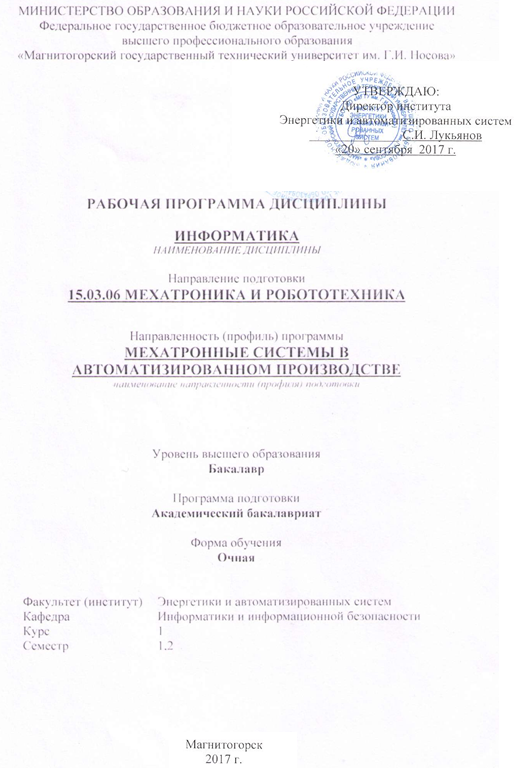 МИНИСТЕРСТВО ОБРАЗОВАНИЯ И НАУКИ РОССИЙСКОЙ ФЕДЕРАЦИИ
Федеральное государственное бюджетное образовательное учреждение
высшего профессионального образования
«Магнитогорский государственный технический университет им. Г.И. Носова»
УТВЕРЖДАЮ:
Директор института
Энергетики и автоматизированных систем
С.И. Лукьянов
«20» сентября 2017 г.
РАБОЧАЯ ПРОГРАММА ДИСЦИПЛИНЫ
ИНФОРМАТИКА
НАИМЕНОВАНИЕ ДИСЦИПЛИНЫ
Направление подготовки
15.03.06 МЕХАТРОНИКА И РОБОТОТЕХНИКА
Направленность (профиль) программы
МЕХАТРОННЫЕ СИСТЕМЫ В
АВТОМАТИЗИРОВАННОМ ПРОИЗВОДСТВЕ
наименование направленности (профиля) подготовки
Уровень высшего образования
Бакалавр
Программа подготовки
Академический бакалавриат
Форма обучения
Очная
Факультет (институт) Энергетики и автоматизированных систем
Кафедра Информатики и информационной безопасности
Курс 1
Семестр 1,2
Магнитогорск
2017 г.